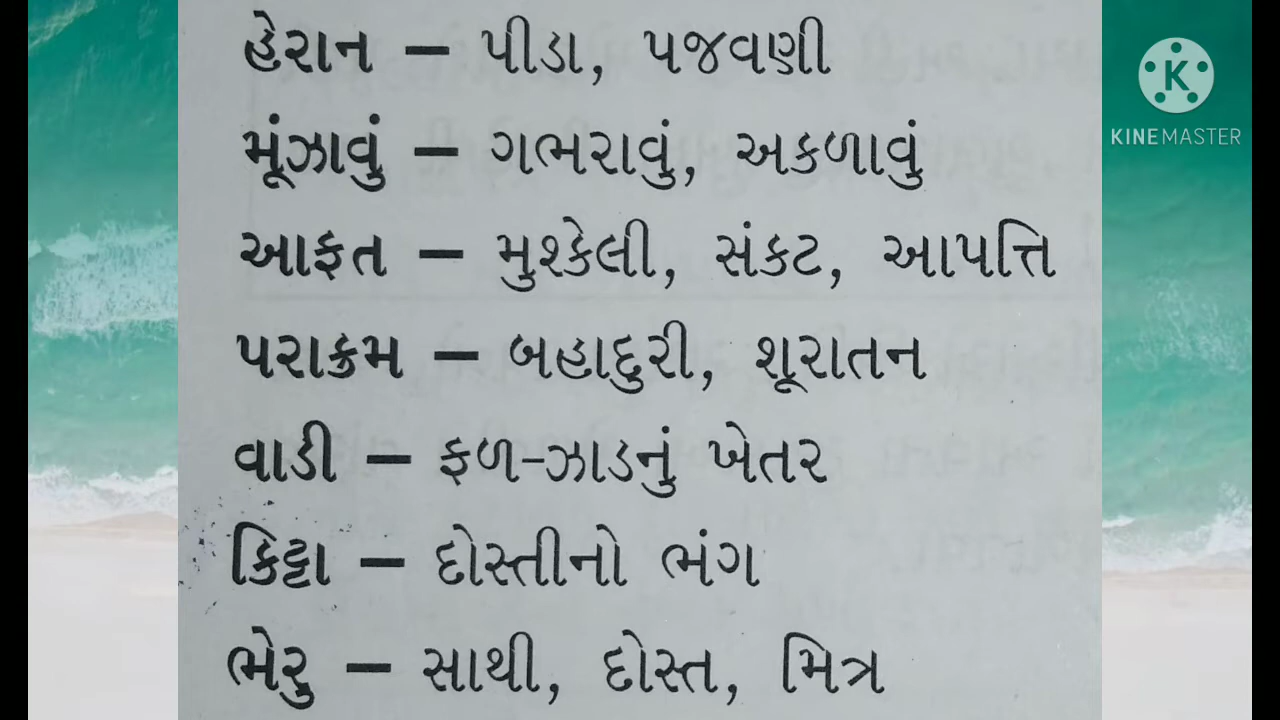 હેરાન – પીડા, પજવણી
મૂંઝાવું – ગભરાવું, અકળાવું
આફત – મુશ્કેલી, સંકટ, આપત્તિ
પરાક્રમ – બહાદુરી, શૂરાતન
વાડી – ફળ-ઝાડનું ખેતર
કિટ્ટા – દોસ્તીનો ભંગ
ભેરુ – સાથી, દોસ્ત, મિત્ર
K
KINEMASTER